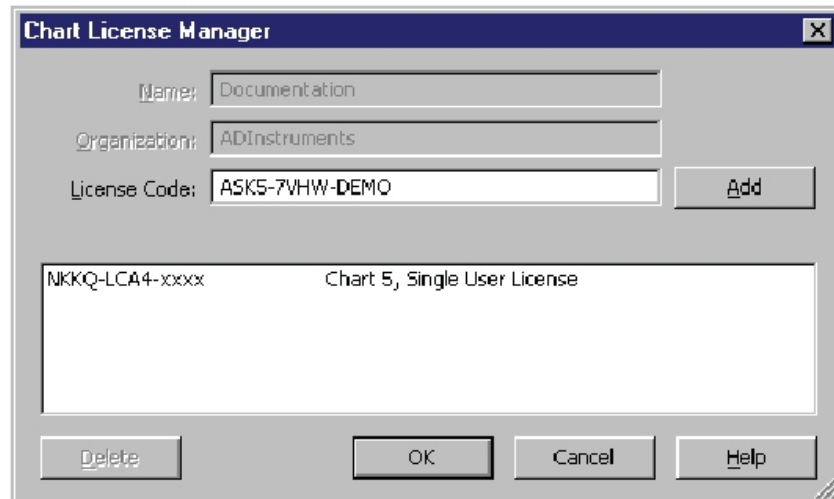 Chart License Manager
Name: Documentation
Organization: ADInstruments
License Code: ASK5-7VHW-DEMO Add
NKKQ-LCA4-xxxx Chart 5, Single User License
Delete OK Cancel Help